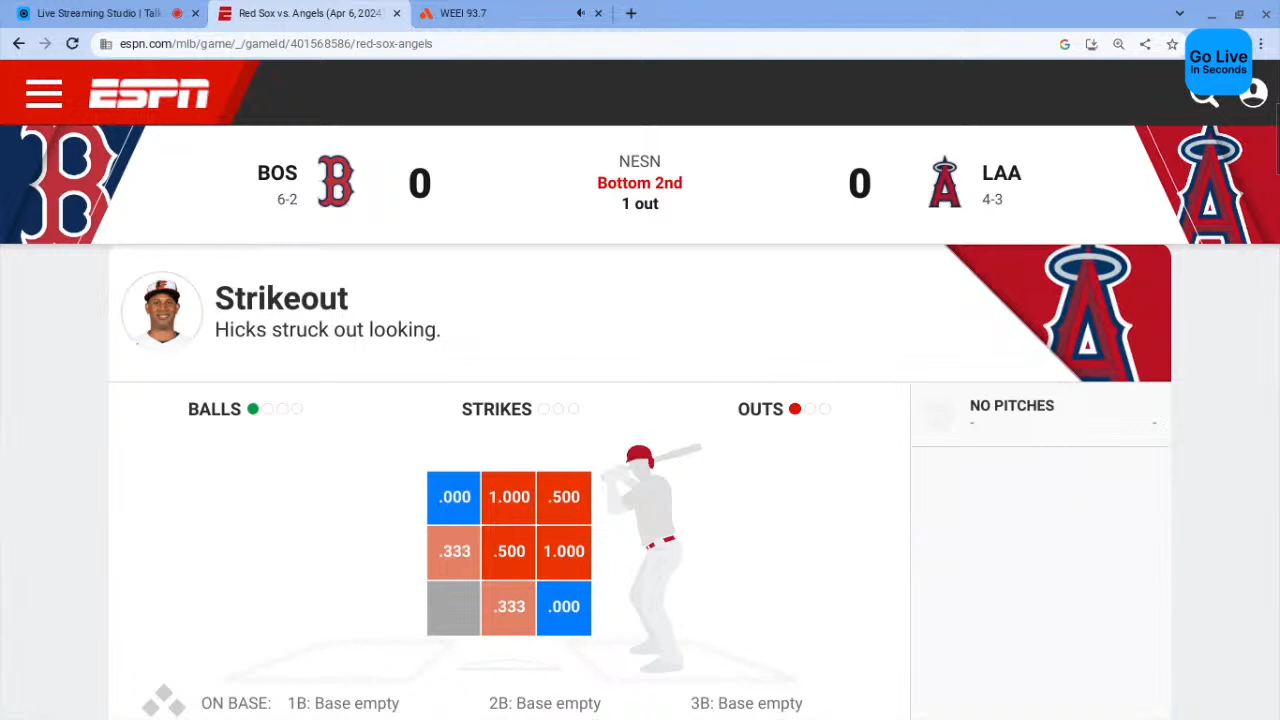 Live Streaming Studio | Talk
Red Sox vs. Angels (Apr 6, 2024
WEEI 93.7
espn.com/mlb/game/_/gameId/401568586/red-sox-angels
Go Live
In Seconds
ESPN
BOS
6-2
0
NESN
Bottom 2nd
1 out
0
LAA
4-3
Strikeout
Hicks struck out looking.
BALLS
STRIKES
OUTS
NO PITCHES
-
-
.000 1.000 .500
.333 .500 1.000
.333 .000
ON BASE: 1B: Base empty 2B: Base empty 3B: Base empty